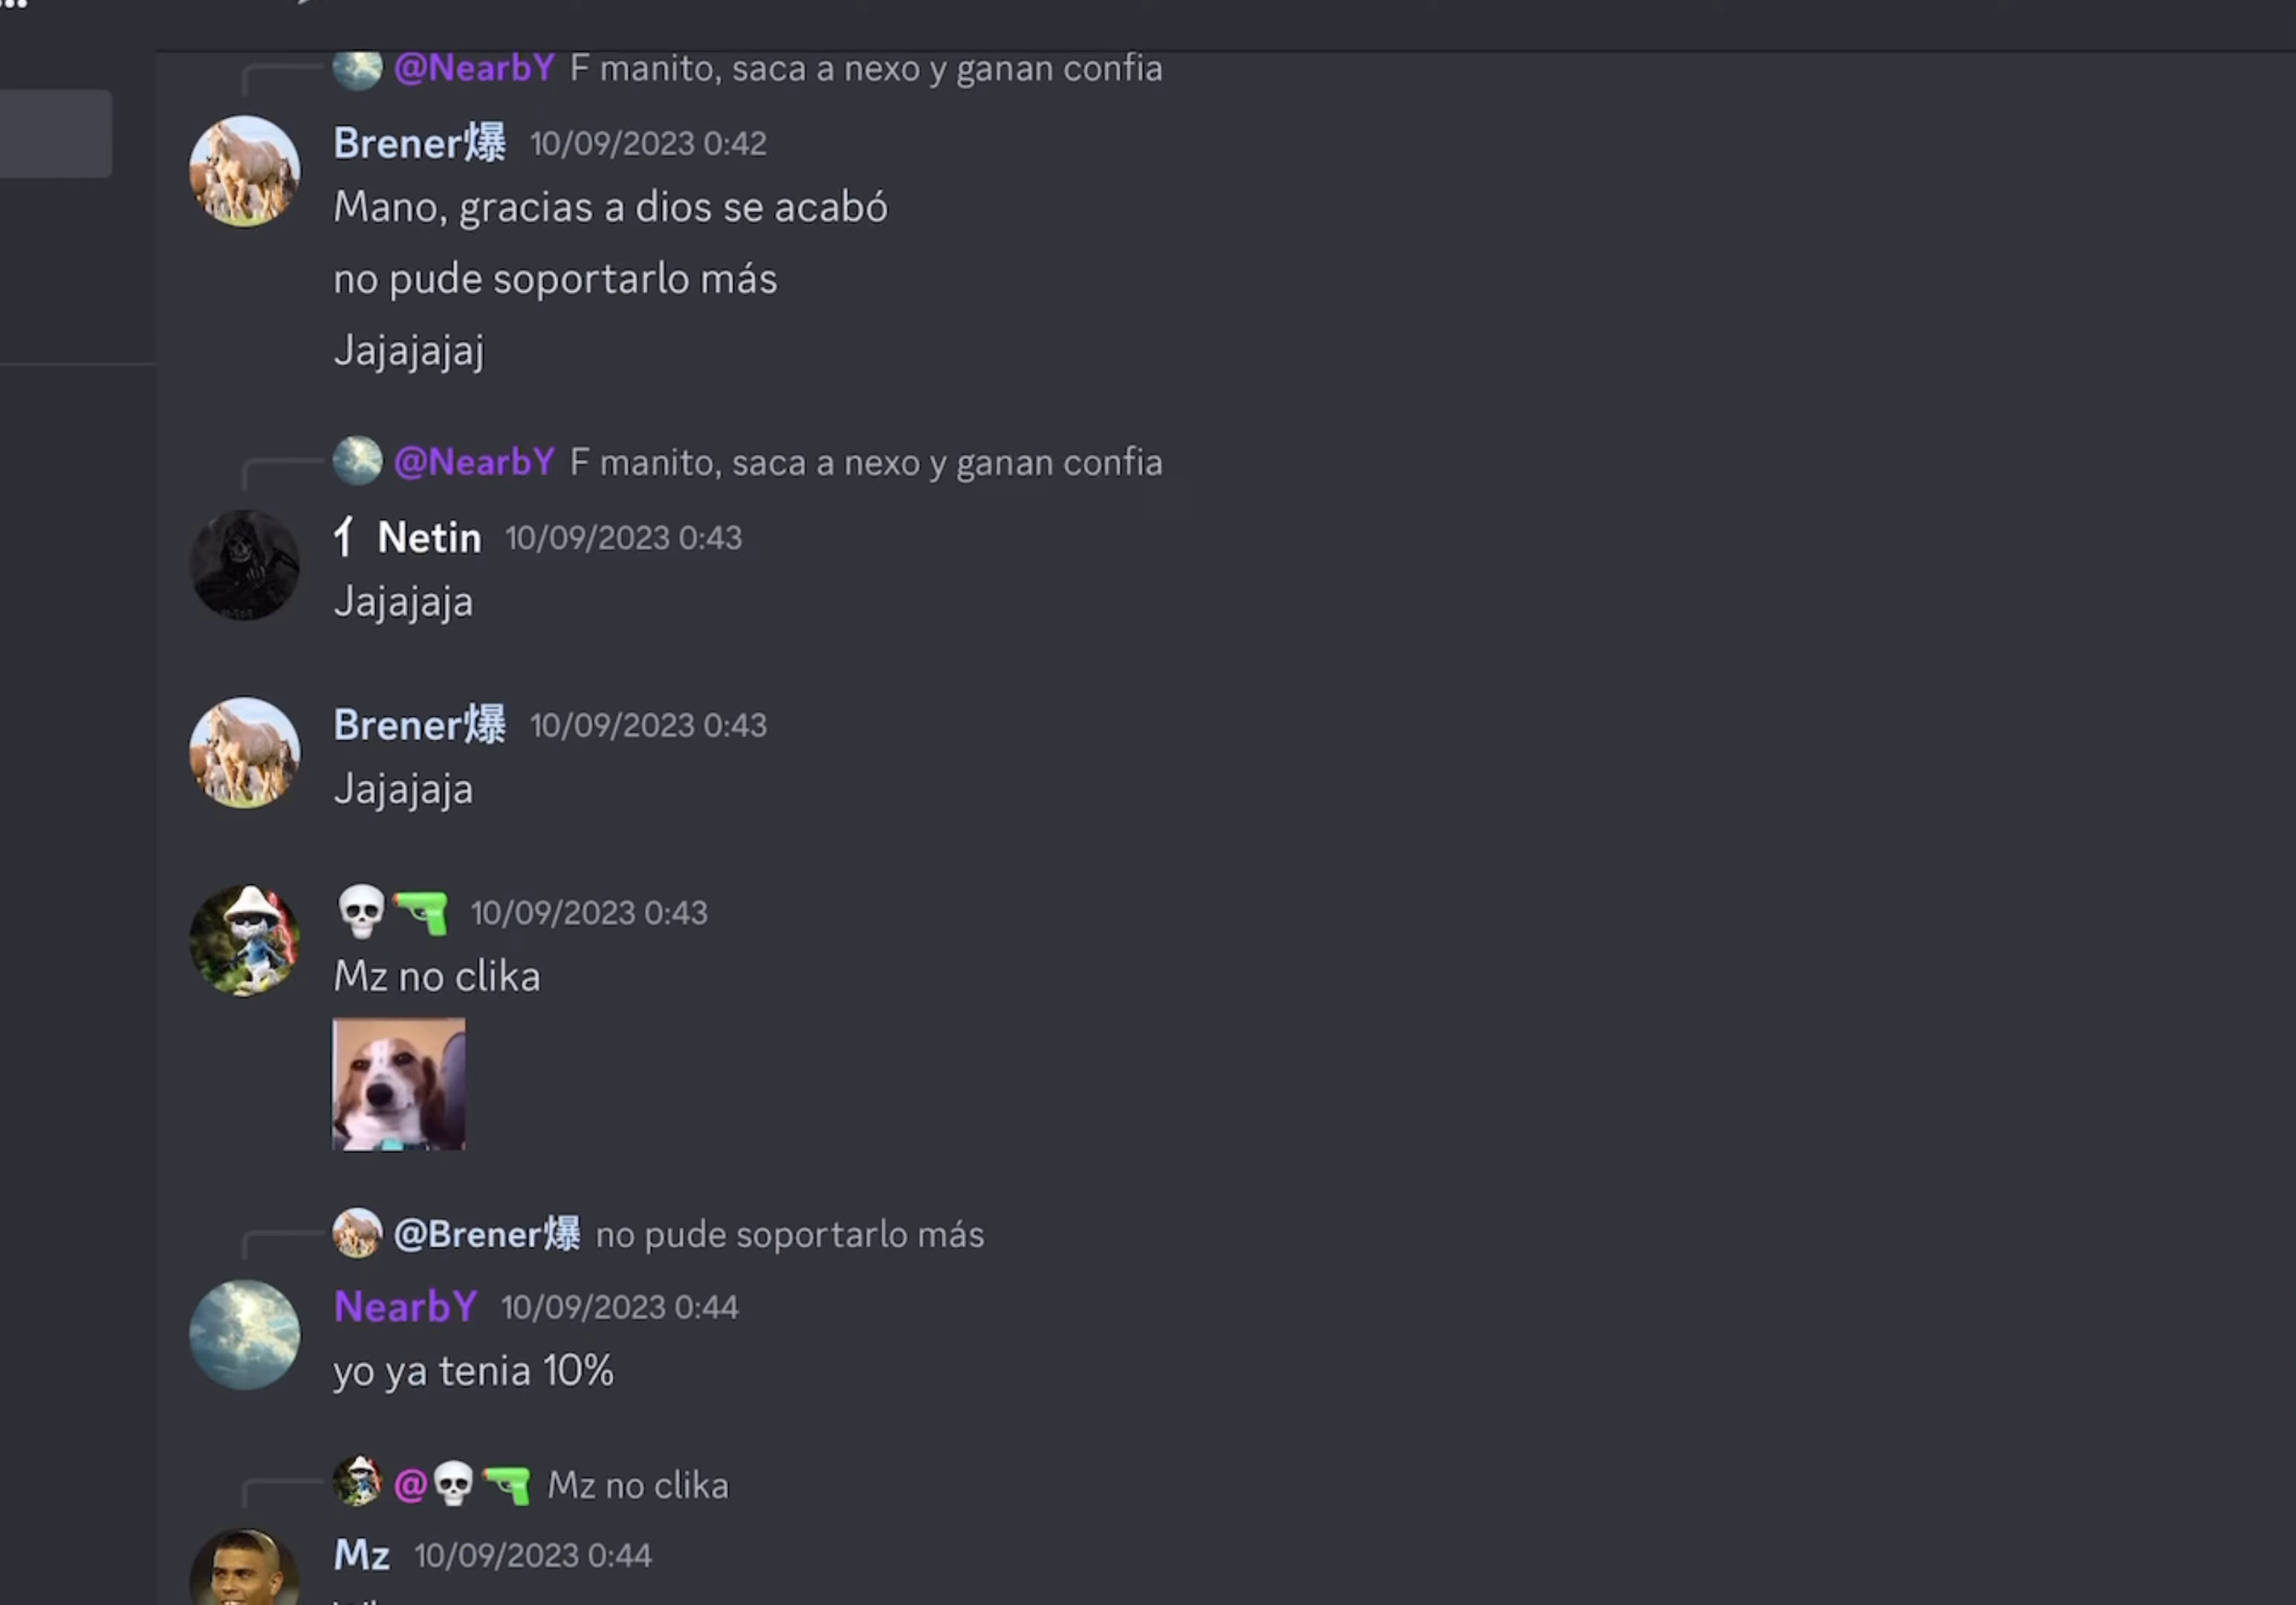 @NearbY F manito, saca a nexo y ganan confia
Brener爆 10/09/2023 0:42
Mano, gracias a dios se acabó
no pude soportarlo más
Jajajajaj
@NearbY F manito, saca a nexo y ganan confia
亻 Netin 10/09/2023 0:43
Jajajaja
Brener爆 10/09/2023 0:43
Jajajaja
💀🔫 10/09/2023 0:43
Mz no clika
@Brener爆 no pude soportarlo más
NearbY 10/09/2023 0:44
yo ya tenia 10%
@💀🔫 Mz no clika
Mz 10/09/2023 0:44